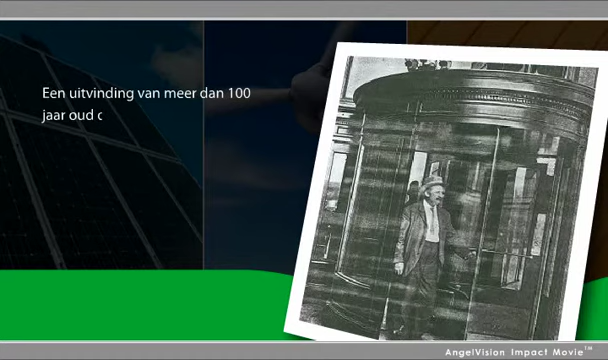 Een uitvinding van meer dan 100
jaar oud
AngelVision Impact Movie™